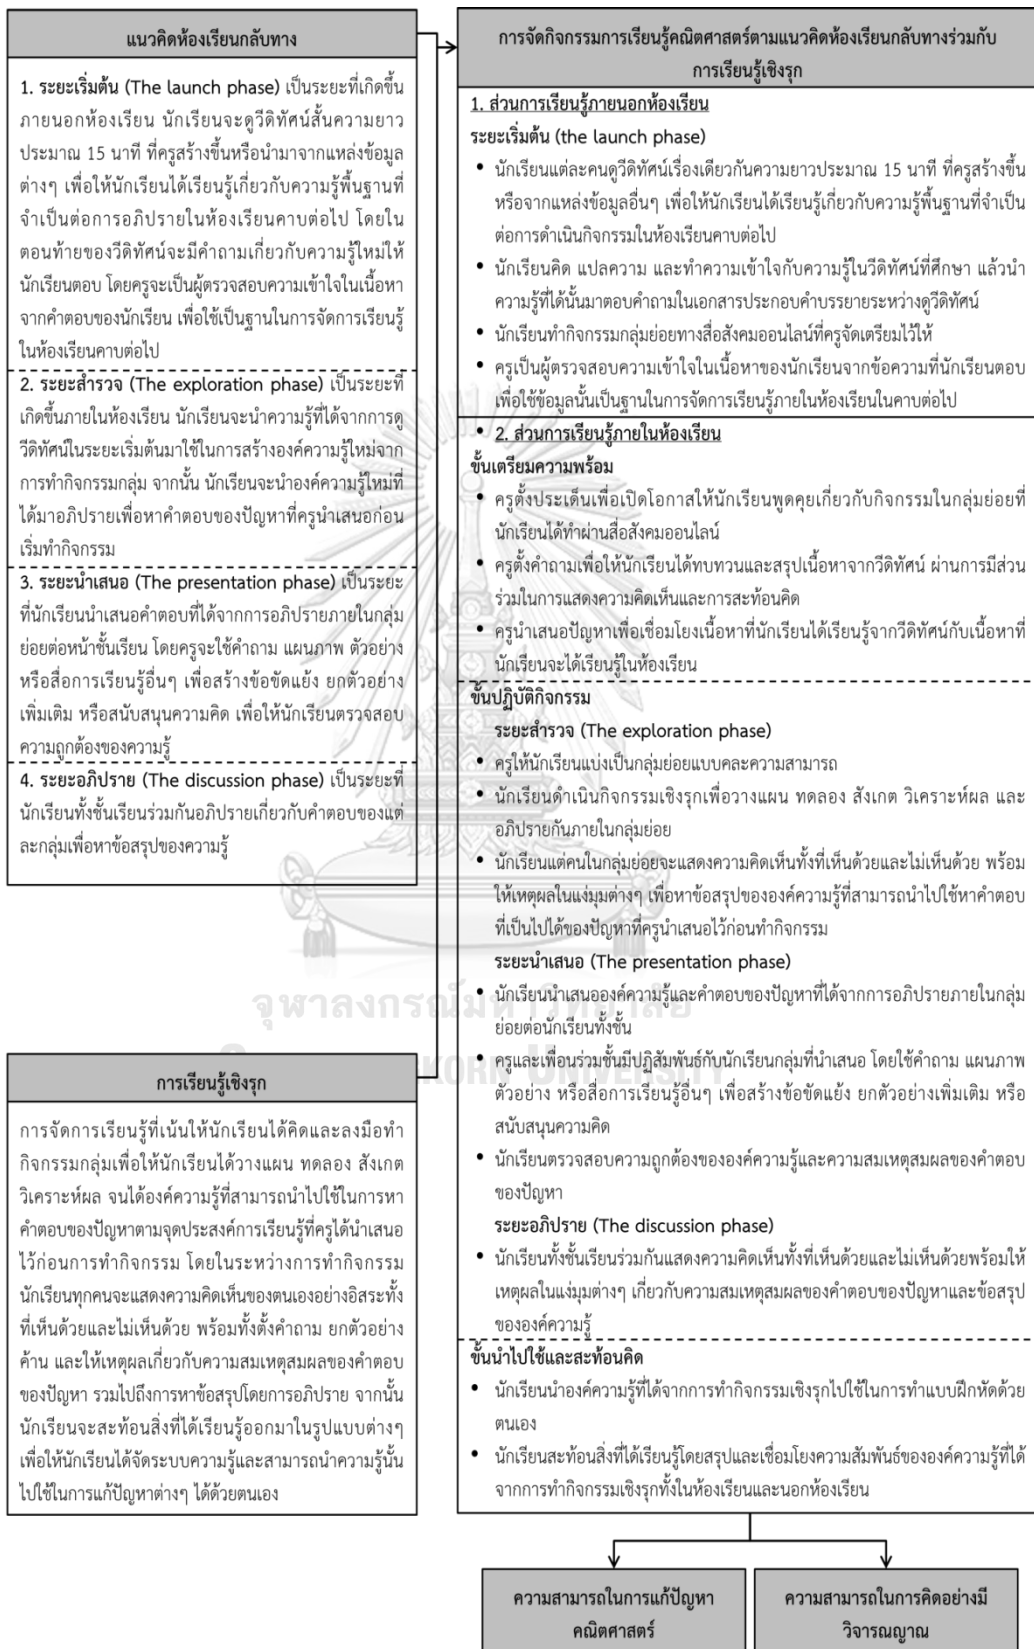 แนวคิดห้องเรียนกลับทาง
1. ระยะเริ่มต้น (The launch phase) เป็นระยะที่เกิดขึ้น
ภายนอกห้องเรียน นักเรียนจะดูวีดิทัศน์สั้นความยาว
ประมาณ 15 นาที ที่ครูสร้างขึ้นหรือนำมาจากแหล่งข้อมูล
ต่างๆ เพื่อให้นักเรียนได้เรียนรู้เกี่ยวกับความรู้พื้นฐานที่
จำเป็นต่อการอภิปรายในห้องเรียนคาบต่อไป โดยใน
ตอนท้ายของวีดิทัศน์จะมีคำถามเกี่ยวกับความรู้ใหม่ให้
นักเรียนตอบ โดยครูจะเป็นผู้ตรวจสอบความเข้าใจในเนื้อหา
จากคำตอบของนักเรียน เพื่อใช้เป็นฐานในการจัดการเรียนรู้
ในห้องเรียนคาบต่อไป
2. ระยะสำรวจ (The exploration phase) เป็นระยะที่
เกิดขึ้นภายในห้องเรียน นักเรียนจะนำความรู้ที่ได้จากการดู
วีดิทัศน์ในระยะเริ่มต้นมาใช้ในการสร้างองค์ความรู้ใหม่จาก
การทำกิจกรรมกลุ่ม จากนั้น นักเรียนจะนำองค์ความรู้ใหม่ที่
ได้มาอภิปรายเพื่อหาคำตอบของปัญหาที่ครูนำเสนอก่อน
เริ่มทำกิจกรรม
3. ระยะนำเสนอ (The presentation phase) เป็นระยะ
ที่นักเรียนนำเสนอคำตอบที่ได้จากการอภิปรายภายในกลุ่ม
ย่อยต่อหน้าชั้นเรียน โดยครูจะใช้คำถาม แผนภาพ ตัวอย่าง
หรือสื่อการเรียนรู้อื่นๆ เพื่อสร้างข้อขัดแย้ง ยกตัวอย่าง
เพิ่มเติม หรือสนับสนุนความคิด เพื่อให้นักเรียนตรวจสอบ
ความถูกต้องของความรู้
4. ระยะอภิปราย (The discussion phase) เป็นระยะที่
นักเรียนทั้งชั้นเรียนร่วมกันอภิปรายเกี่ยวกับคำตอบของแต่
ละกลุ่มเพื่อหาข้อสรุปของความรู้
การเรียนรู้เชิงรุก
การจัดการเรียนรู้ที่เน้นให้นักเรียนได้คิดและลงมือทำ
กิจกรรมกลุ่มเพื่อให้นักเรียนได้วางแผน ทดลอง สังเกต
วิเคราะห์ผล จนได้องค์ความรู้ที่สามารถนำไปใช้ในการหา
คำตอบของปัญหาตามจุดประสงค์การเรียนรู้ที่ครูได้นำเสนอ
ไว้ก่อนการทำกิจกรรม โดยในระหว่างการทำกิจกรรม
นักเรียนทุกคนจะแสดงความคิดเห็นของตนเองอย่างอิสระทั้ง
ที่เห็นด้วยและไม่เห็นด้วย พร้อมทั้งตั้งคำถาม ยกตัวอย่าง
ค้าน และให้เหตุผลเกี่ยวกับความสมเหตุสมผลของคำตอบ
ของปัญหา รวมไปถึงการหาข้อสรุปโดยการอภิปราย จากนั้น
นักเรียนจะสะท้อนสิ่งที่ได้เรียนรู้ออกมาในรูปแบบต่างๆ
เพื่อให้นักเรียนได้จัดระบบความรู้และสามารถนำความรู้นั้น
ไปใช้ในการแก้ปัญหาต่างๆ ได้ด้วยตนเอง
การจัดกิจกรรมการเรียนรู้คณิตศาสตร์ตามแนวคิดห้องเรียนกลับทางร่วมกับ
การเรียนรู้เชิงรุก
1. ส่วนการเรียนรู้ภายนอกห้องเรียน
ระยะเริ่มต้น (the launch phase)
• นักเรียนแต่ละคนดูวีดิทัศน์เรื่องเดียวกันความยาวประมาณ 15 นาที ที่ครูสร้างขึ้น
หรือจากแหล่งข้อมูลอื่นๆ เพื่อให้นักเรียนได้เรียนรู้เกี่ยวกับความรู้พื้นฐานที่จำเป็น
ต่อการดำเนินกิจกรรมในห้องเรียนคาบต่อไป
• นักเรียนคิด แปลความ และทำความเข้าใจกับความรู้ในวีดิทัศน์ที่ศึกษา แล้วนำ
ความรู้ที่ได้นั้นมาตอบคำถามในเอกสารประกอบคำบรรยายระหว่างดูวีดิทัศน์
• นักเรียนทำกิจกรรมกลุ่มย่อยทางสื่อสังคมออนไลน์ที่ครูจัดเตรียมไว้ให้
• ครูเป็นผู้ตรวจสอบความเข้าใจในเนื้อหาของนักเรียนจากข้อความที่นักเรียนตอบ
เพื่อใช้ข้อมูลนั้นเป็นฐานในการจัดการเรียนรู้ภายในห้องเรียนในคาบต่อไป
• 2. ส่วนการเรียนรู้ภายในห้องเรียน
ขั้นเตรียมความพร้อม
• ครูตั้งประเด็นเพื่อเปิดโอกาสให้นักเรียนพูดคุยเกี่ยวกับกิจกรรมในกลุ่มย่อยที่
นักเรียนได้ทำผ่านสื่อสังคมออนไลน์
• ครูตั้งคำถามเพื่อให้นักเรียนได้ทบทวนและสรุปเนื้อหาจากวีดิทัศน์ ผ่านการมีส่วน
ร่วมในการแสดงความคิดเห็นและการสะท้อนคิด
• ครูนำเสนอปัญหาเพื่อเชื่อมโยงเนื้อหาที่นักเรียนได้เรียนรู้จากวีดิทัศน์กับเนื้อหาที่
นักเรียนจะได้เรียนรู้ในห้องเรียน
ขั้นปฏิบัติกิจกรรม
ระยะสำรวจ (The exploration phase)
• ครูให้นักเรียนแบ่งเป็นกลุ่มย่อยแบบคละความสามารถ
• นักเรียนดำเนินกิจกรรมเชิงรุกเพื่อวางแผน ทดลอง สังเกต วิเคราะห์ผล และ
อภิปรายกันภายในกลุ่มย่อย
• นักเรียนแต่คนในกลุ่มย่อยจะแสดงความคิดเห็นทั้งที่เห็นด้วยและไม่เห็นด้วย พร้อม
ให้เหตุผลในแง่มุมต่างๆ เพื่อหาข้อสรุปขององค์ความรู้ที่สามารถนำไปใช้หาคำตอบ
ที่เป็นไปได้ของปัญหาที่ครูนำเสนอไว้ก่อนทำกิจกรรม
ระยะนำเสนอ (The presentation phase)
• นักเรียนนำเสนอองค์ความรู้และคำตอบของปัญหาที่ได้จากการอภิปรายภายในกลุ่ม
ย่อยต่อนักเรียนทั้งชั้น
• ครูและเพื่อนร่วมชั้นมีปฏิสัมพันธ์กับนักเรียนกลุ่มที่นำเสนอ โดยใช้คำถาม แผนภาพ
ตัวอย่าง หรือสื่อการเรียนรู้อื่นๆ เพื่อสร้างข้อขัดแย้ง ยกตัวอย่างเพิ่มเติม หรือ
สนับสนุนความคิด
• นักเรียนตรวจสอบความถูกต้องขององค์ความรู้และความสมเหตุสมผลของคำตอบ
ของปัญหา
ระยะอภิปราย (The discussion phase)
• นักเรียนทั้งชั้นเรียนร่วมกันแสดงความคิดเห็นทั้งที่เห็นด้วยและไม่เห็นด้วยพร้อมให้
เหตุผลในแง่มุมต่างๆ เกี่ยวกับความสมเหตุสมผลของคำตอบของปัญหาและข้อสรุป
ขององค์ความรู้
ขั้นนำไปใช้และสะท้อนคิด
• นักเรียนนำองค์ความรู้ที่ได้จากการทำกิจกรรมเชิงรุกไปใช้ในการทำแบบฝึกหัดด้วย
ตนเอง
• นักเรียนสะท้อนสิ่งที่ได้เรียนรู้โดยสรุปและเชื่อมโยงความสัมพันธ์ขององค์ความรู้ที่ได้
จากการทำกิจกรรมเชิงรุกทั้งในห้องเรียนและนอกห้องเรียน
ความสามารถในการแก้ปัญหา
คณิตศาสตร์
ความสามารถในการคิดอย่างมี
วิจารณญาณ
จุฬาลงกรณ์มหาวิทยาลัย
KORN UNIVERSITY